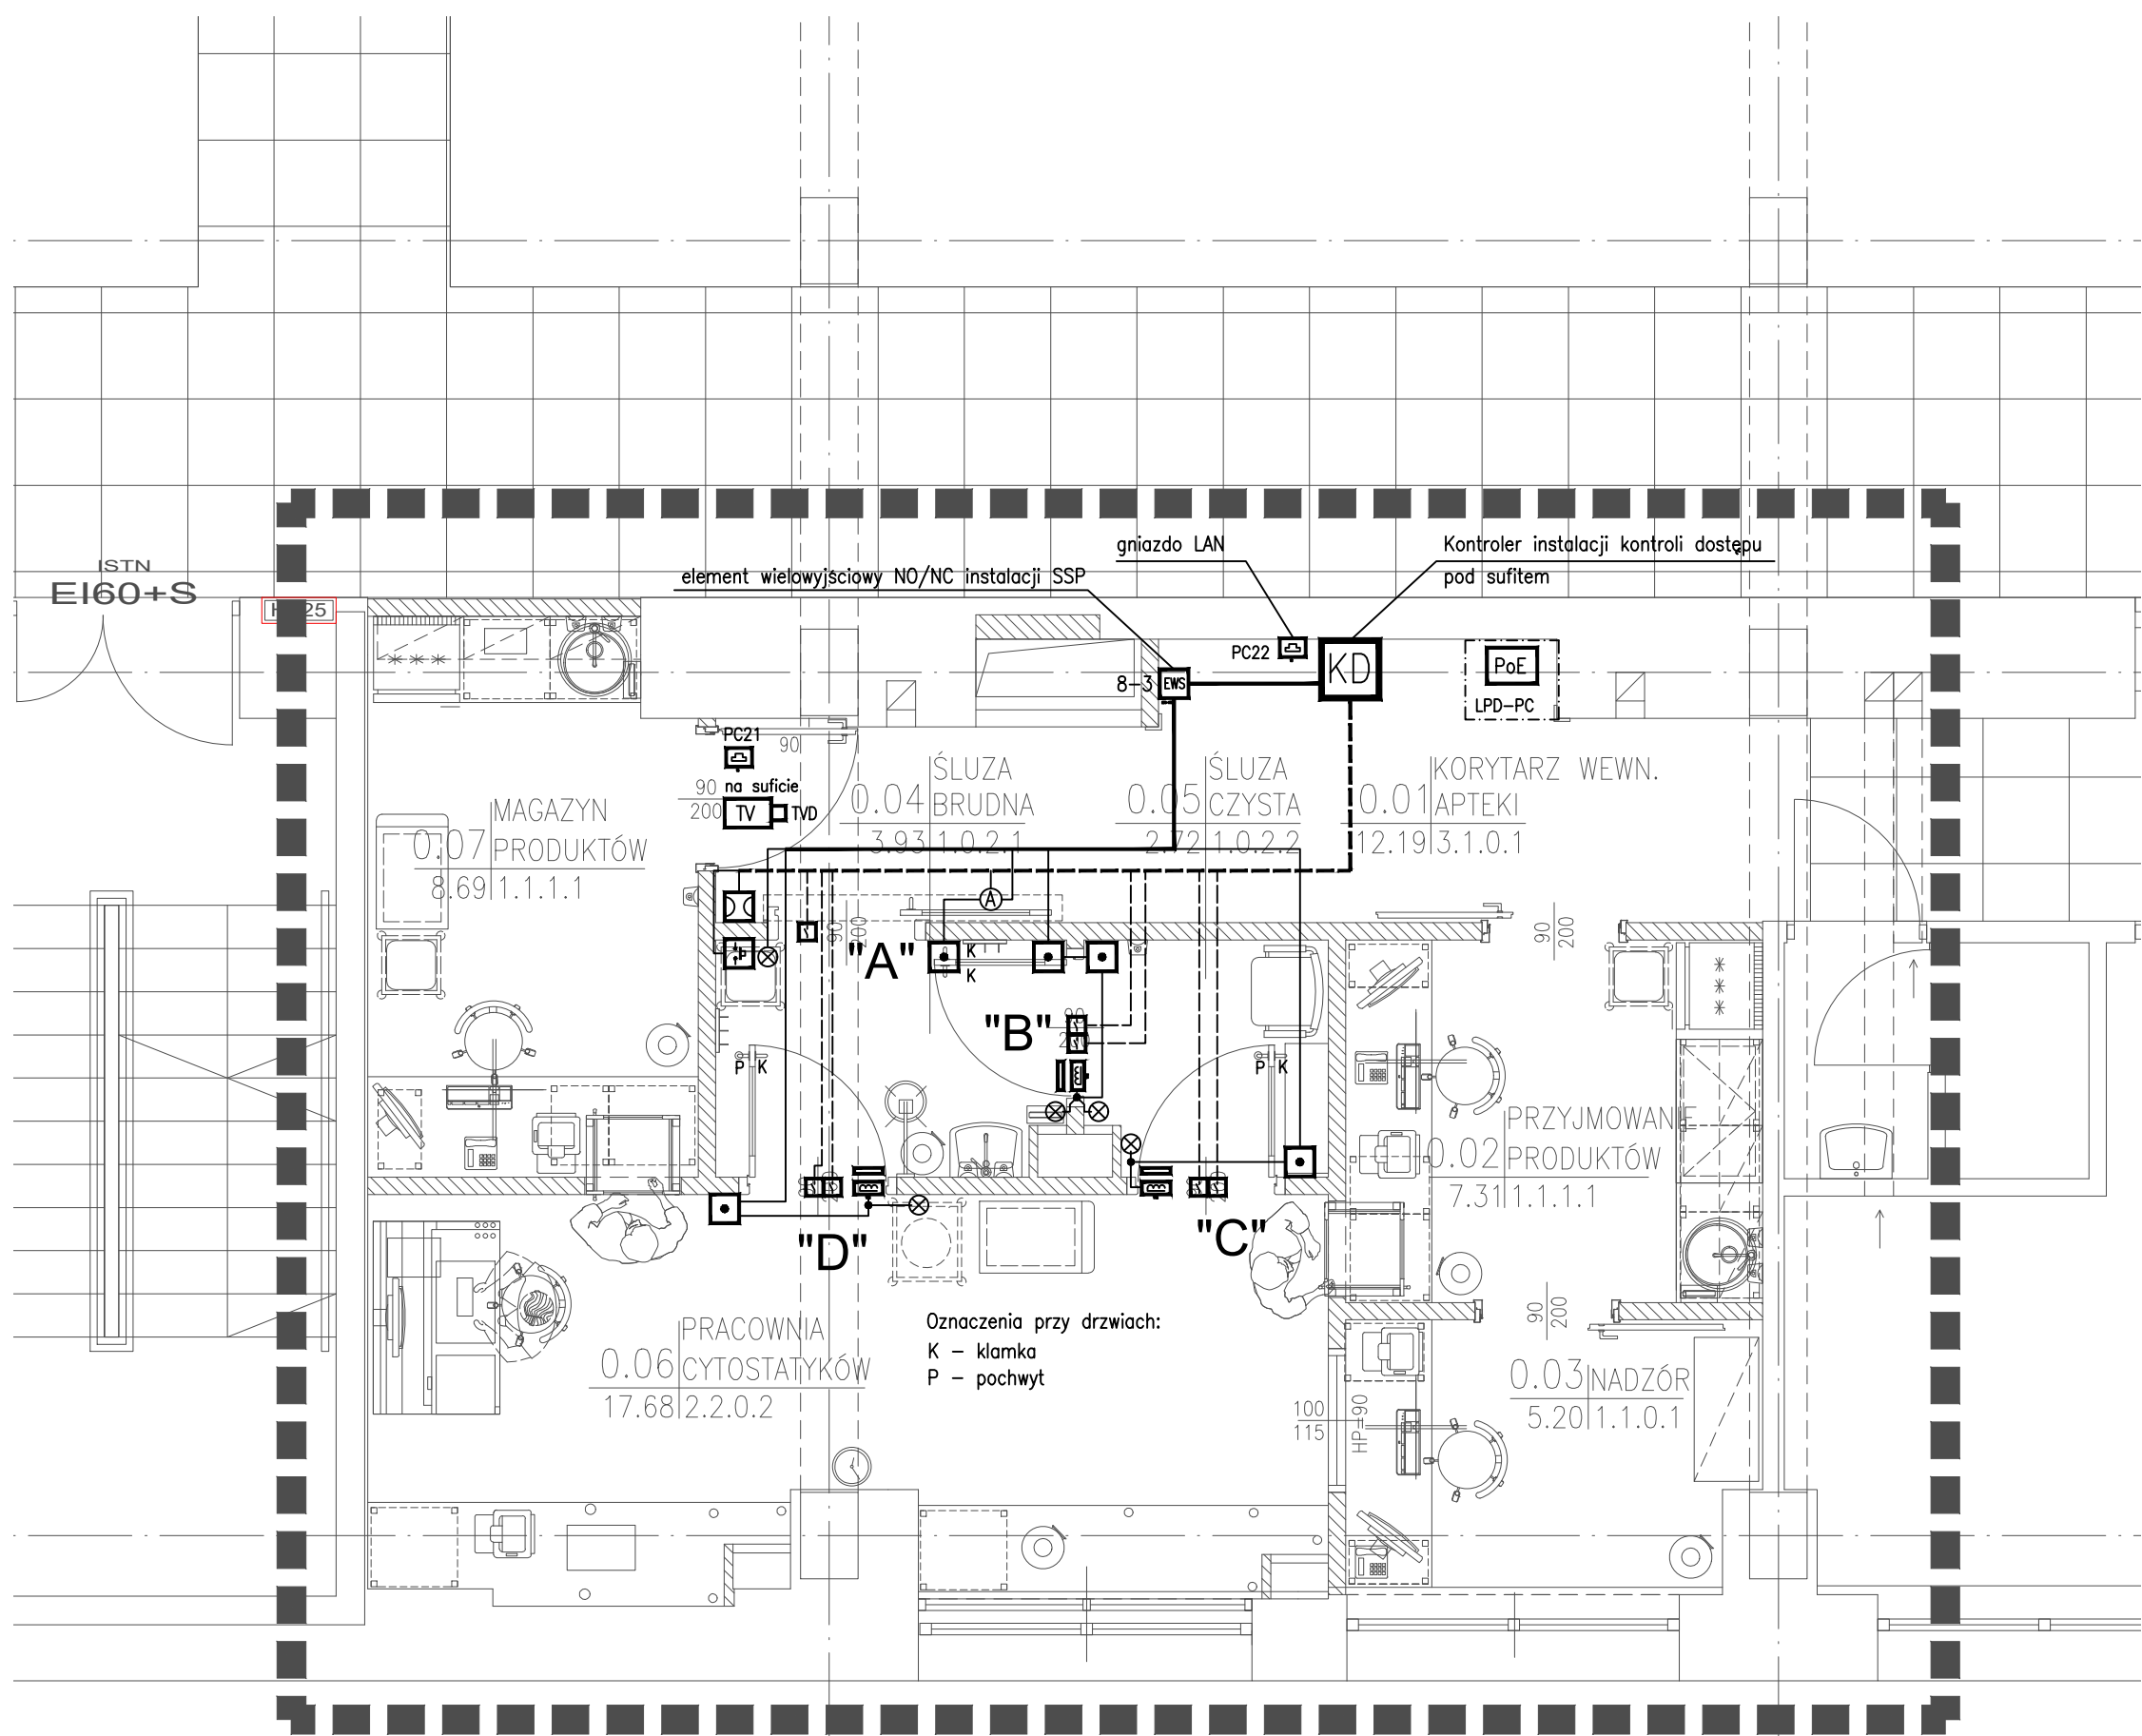 gniazdo LAN
Kontroler instalacji kontroli dostępu
pod sufitem
element wielowyjściowy NO/NC instalacji SSP
ISTN
EI60+S
PC22
KD
PoE
LPD-PC
8-3
EWS
PC21
90
90
200
na suficie
TV
TVD
0.07
MAGAZYN
PRODUKTÓW
8.69
1.1.1.1
0.04
ŚLUZA
BRUDNA
3.93
1.0.2.1
0.05
ŚLUZA
CZYSTA
2.72
1.0.2.2
0.01
KORYTARZ WEWN.
APTEKI
12.19
3.1.0.1
A
90
200
90
200
"A"
K
K
"B"
P K
P K
0.02
PRZYJMOWANIE
PRODUKTÓW
7.31
1.1.1.1
"D"
"C"
Oznaczenia przy drzwiach:
K – klamka
P – pochwyt
0.06
PRACOWNIA
CYTOSTATYKÓW
17.68
2.2.0.2
90
200
0.03
NADZÓR
5.20
1.1.0.1
100
115
HP=90